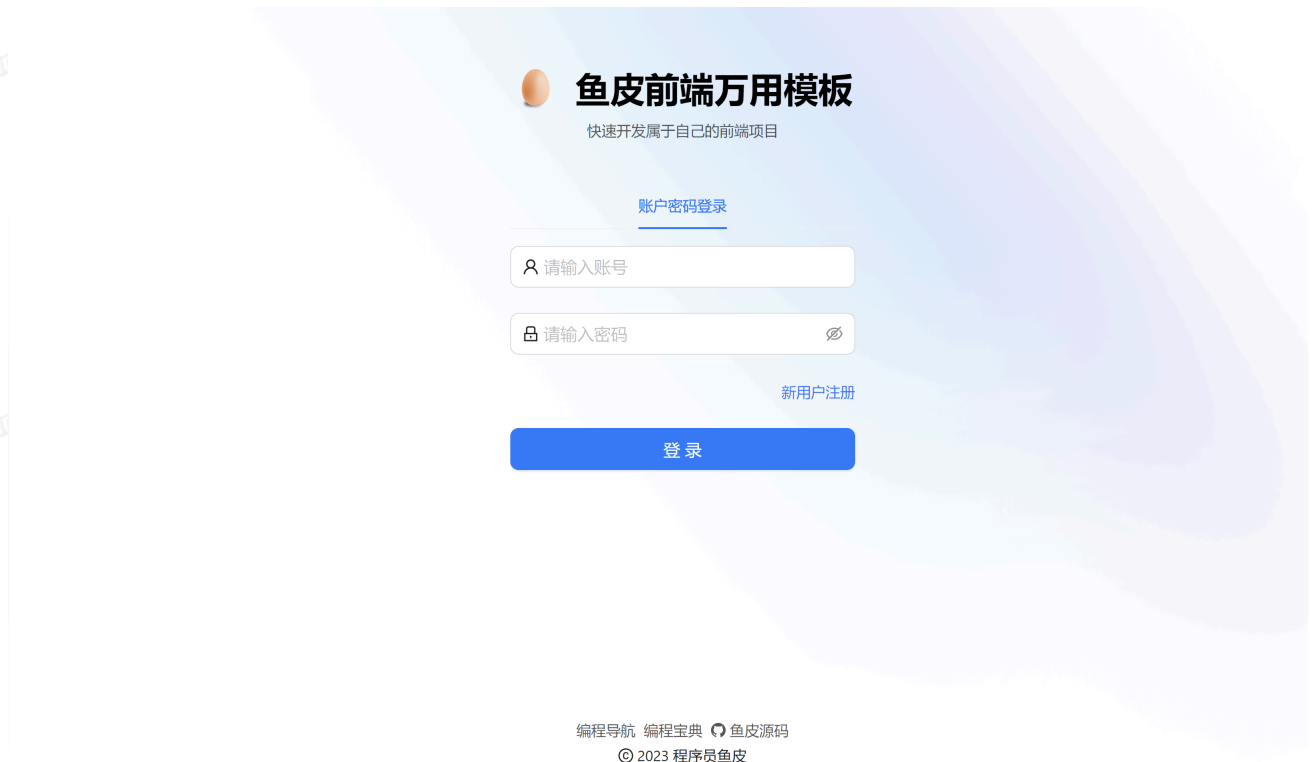 鱼皮前端万用模板
快速开发属于自己的前端项目
账户密码登录
请输入账号
请输入密码
新用户注册
登 录
编程导航 编程宝典 鱼皮源码
© 2023 程序员鱼皮